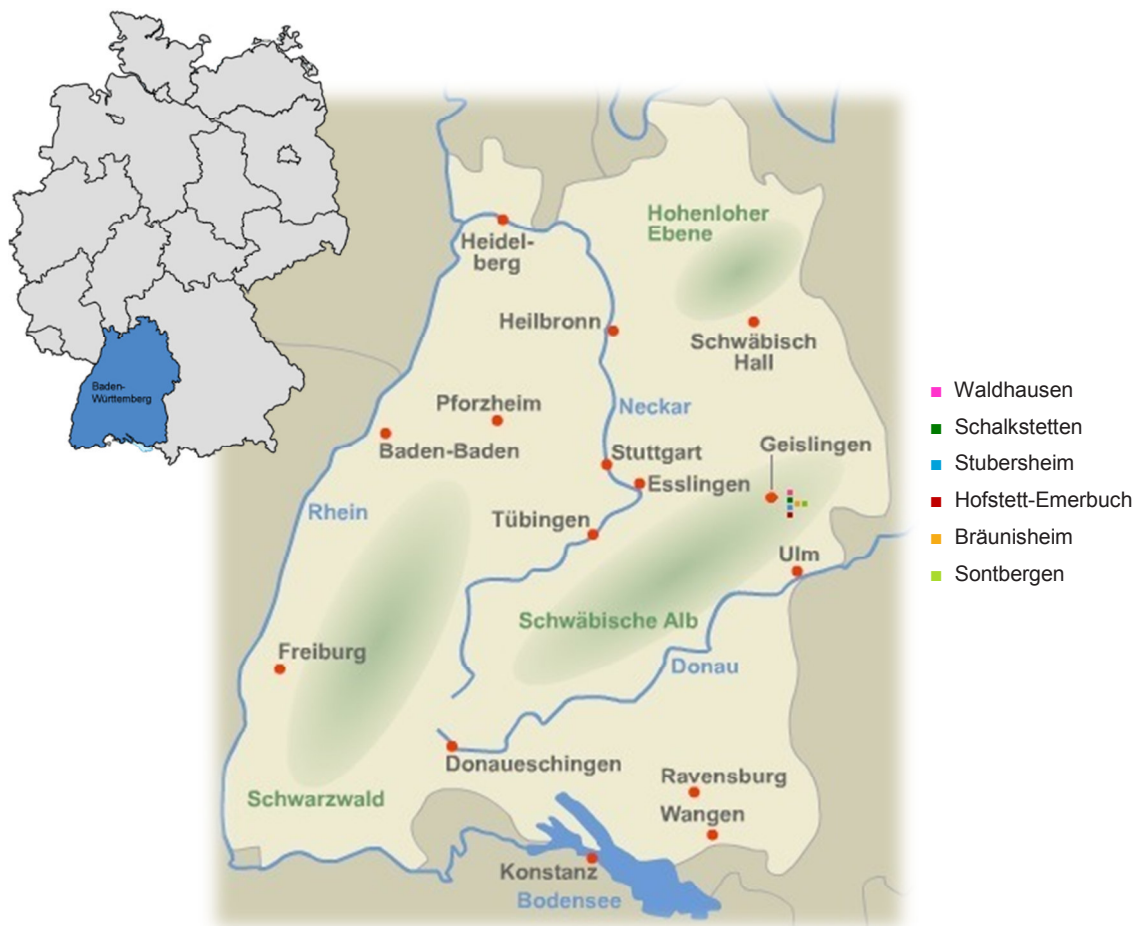 Baden-
Württemberg
Hohenloher
Ebene
Heidel-
berg
Heilbronn
Schwäbisch
Hall
Pforzheim
Neckar
Baden-Baden
Geislingen
Stuttgart
Esslingen
Rhein
Tübingen
Ulm
Schwäbische Alb
Freiburg
Donau
Donaueschingen
Ravensburg
Schwarzwald
Wangen
Konstanz
Bodensee
Waldhausen
Schalkstetten
Stubersheim
Hofstett-Emerbuch
Bräunisheim
Sontbergen